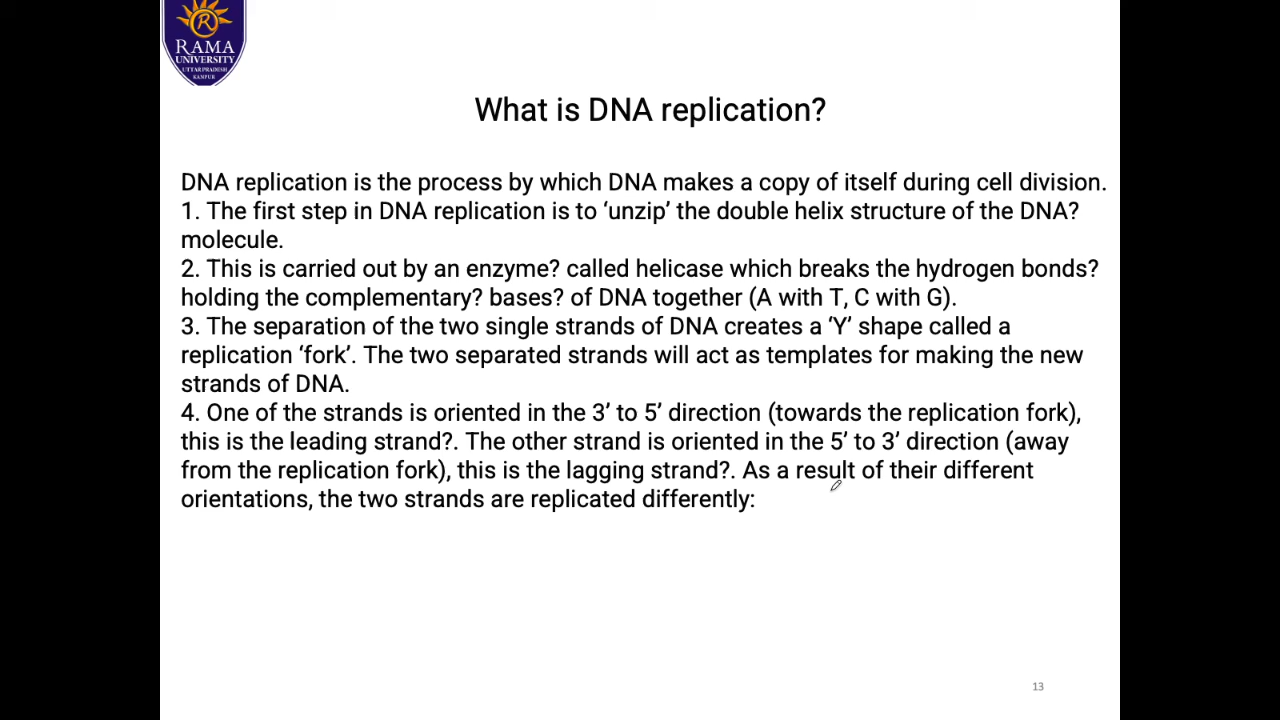 RAMA
UNIVERSITY
UTTAR PRADESH
KANPUR
What is DNA replication?
DNA replication is the process by which DNA makes a copy of itself during cell division.
1. The first step in DNA replication is to ‘unzip’ the double helix structure of the DNA?
molecule.
2. This is carried out by an enzyme? called helicase which breaks the hydrogen bonds?
holding the complementary? bases? of DNA together (A with T, C with G).
3. The separation of the two single strands of DNA creates a ‘Y’ shape called a
replication ‘fork’. The two separated strands will act as templates for making the new
strands of DNA.
4. One of the strands is oriented in the 3’ to 5’ direction (towards the replication fork),
this is the leading strand?. The other strand is oriented in the 5’ to 3’ direction (away
from the replication fork), this is the lagging strand?. As a result of their different
orientations, the two strands are replicated differently:
13